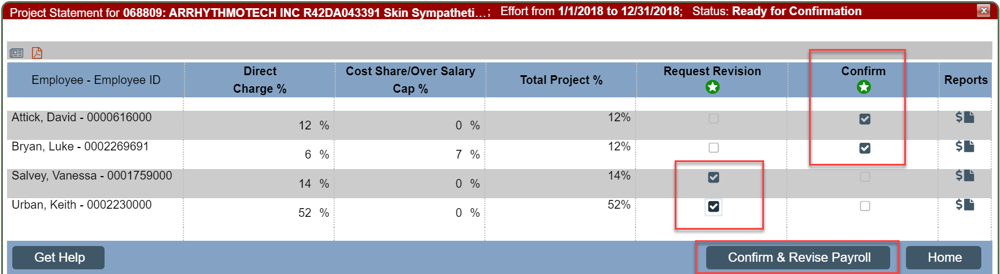 Project Statement for 068809: ARRHYTHMOTECH INC R42DA043391 Skin Sympatheti...; Effort from 1/1/2018 to 12/31/2018; Status: Ready for Confirmation
Employee - Employee ID
Direct
Charge %
Cost Share/Over Salary
Cap %
Total Project %
Request Revision
Confirm
Reports
Attick, David - 0000616000 12 % 0 % 12% $
Bryan, Luke - 0002269691 6 % 7 % 12% $
Salvey, Vanessa - 0001759000 14 % 0 % 14% $
Urban, Keith - 0002230000 52 % 0 % 52% $
Get Help Confirm & Revise Payroll Home